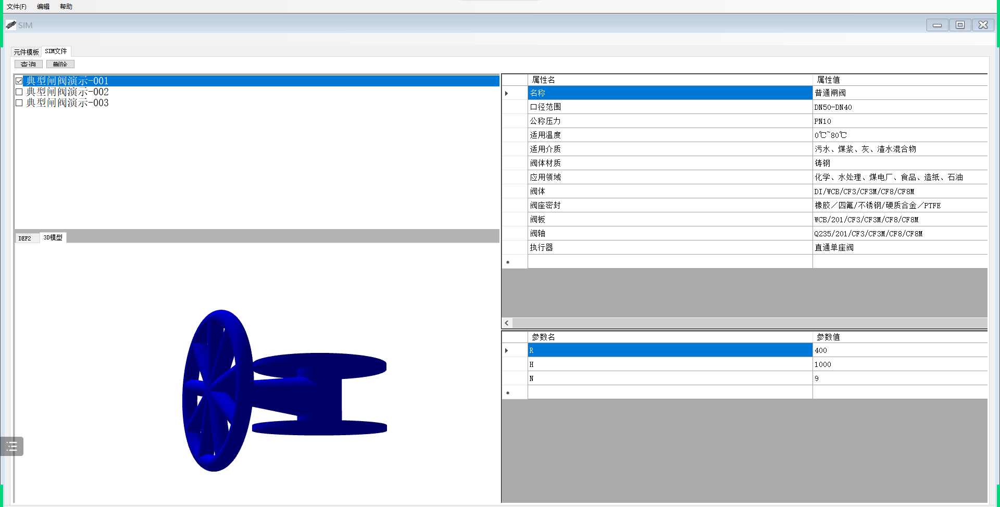 文件(F) 编辑 帮助
SIM
元件模板 SIM文件
查询 删除
典型闸阀演示-001
典型闸阀演示-002
典型闸阀演示-003
属性名 属性值
名称 普通闸阀
口径范围 DN50-DN40
公称压力 PN10
适用温度 0℃~80℃
适用介质 污水、煤浆、灰、渣水混合物
阀体材质 铸钢
应用领域 化学、水处理、煤电厂、食品、造纸、石油
阀体 DI/WCB/CF3/CF3M/CF8/CF8M
阀座密封 橡胶／四氟/不锈钢/硬质合金／PTFE
阀板 WCB/201/CF3/CF3M/CF8/CF8M
阀轴 Q235/201/CF3/CF3M/CF8/CF8M
执行器 直通单座阀
DEF2 3D模型
参数名 参数值
R 400
H 1000
N 9